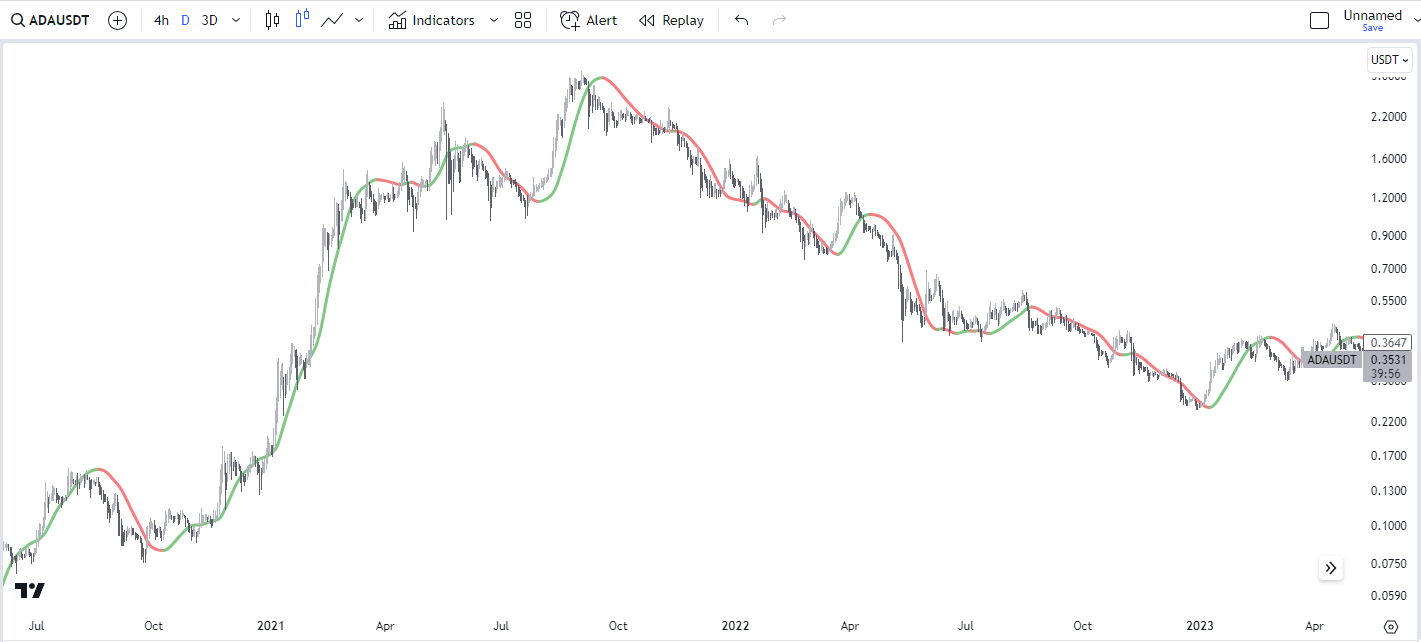 ADAUSDT 4h D 3D Indicators Alert Replay Unnamed
Save
USDT
2.2000
1.6000
1.2000
0.9000
0.7000
0.5500
0.3647
ADAUSDT 0.3531
39:56
0.2200
0.1700
0.1300
0.1000
0.0750
0.0590
Jul Oct 2021 Apr Jul Oct 2022 Apr Jul Oct 2023 Apr